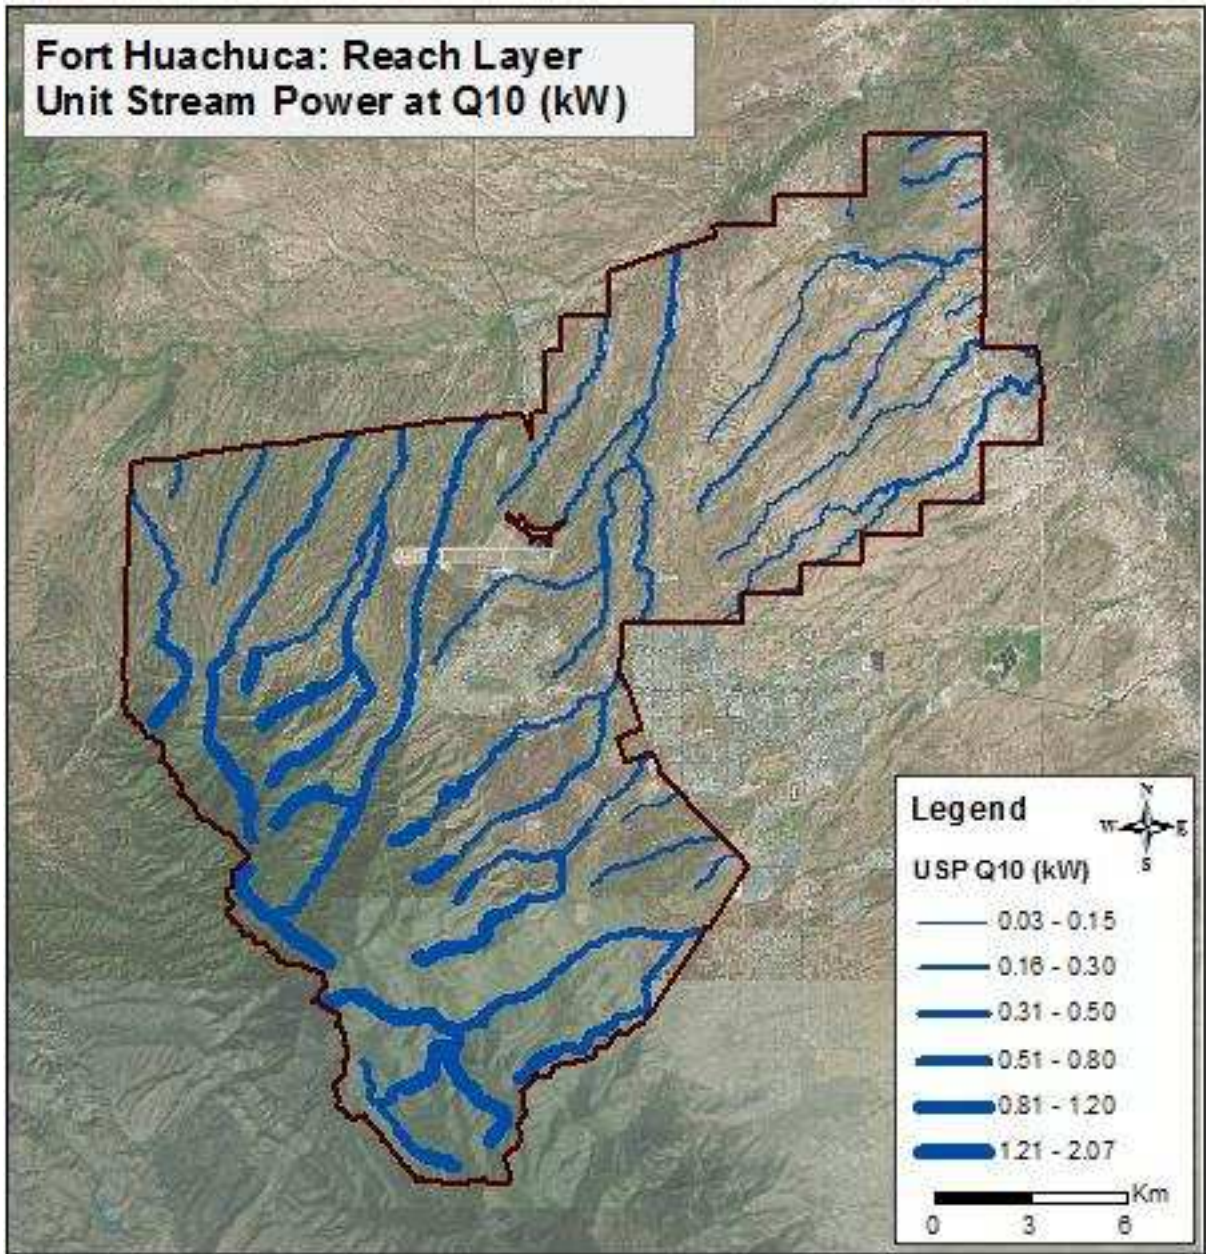 Fort Huachuca: Reach Layer
Unit Stream Power at Q10 (kW)
Legend
N
W
E
S
USP Q10 (kW)
0.03 - 0.15
0.16 - 0.30
0.31 - 0.50
0.51 - 0.80
0.81 - 1.20
1.21 - 2.07
Km
0 3 6